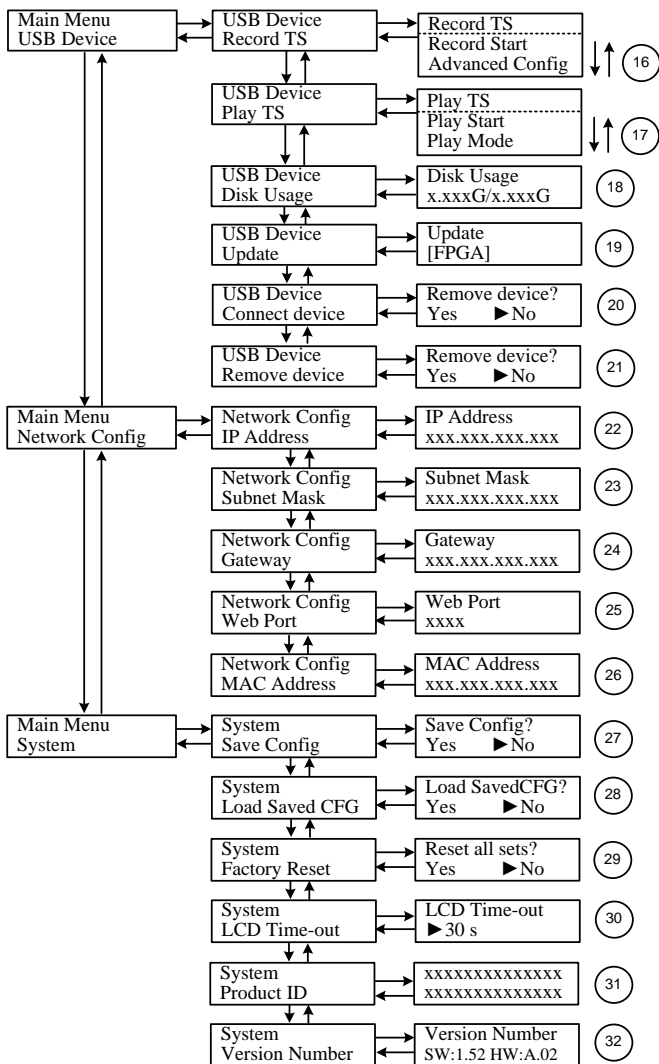 Main Menu
USB Device
USB Device
Record TS
Record TS
Record Start
Advanced Config
16
USB Device
Play TS
Play TS
Play Start
Play Mode
17
USB Device
Disk Usage
Disk Usage
x.xxxG/x.xxxG
18
USB Device
Update
Update
[FPGA]
19
USB Device
Connect device
Remove device?
Yes ►No
20
USB Device
Remove device
Remove device?
Yes ►No
21
Main Menu
Network Config
Network Config
IP Address
IP Address
xxx.xxx.xxx.xxx
22
Network Config
Subnet Mask
Subnet Mask
xxx.xxx.xxx.xxx
23
Network Config
Gateway
Gateway
xxx.xxx.xxx.xxx
24
Network Config
Web Port
Web Port
xxxx
25
Network Config
MAC Address
MAC Address
xxx.xxx.xxx.xxx
26
Main Menu
System
System
Save Config
Save Config?
Yes ►No
27
System
Load Saved CFG
Load SavedCFG?
Yes ►No
28
System
Factory Reset
Reset all sets?
Yes ►No
29
System
LCD Time-out
LCD Time-out
►30 s
30
System
Product ID
xxxxxxxxxxxxxx
xxxxxxxxxxxxxx
31
System
Version Number
Version Number
SW:1.52 HW:A.02
32